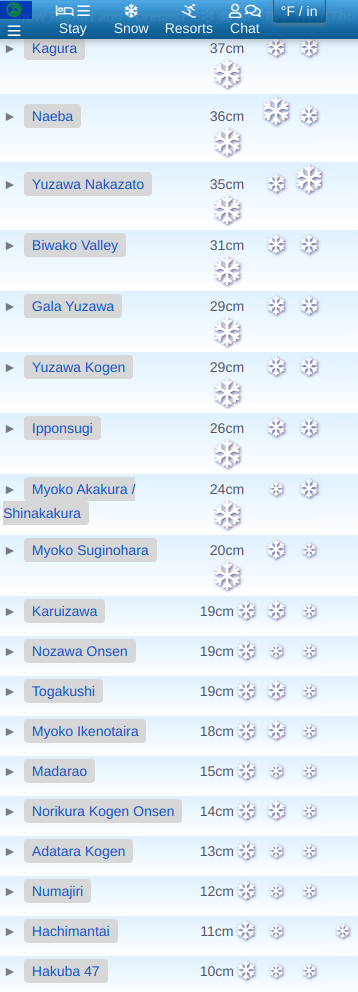 °F / in
Stay Snow Resorts Chat
Kagura 37cm
Naeba 36cm
Yuzawa Nakazato 35cm
Biwako Valley 31cm
Gala Yuzawa 29cm
Yuzawa Kogen 29cm
Ipponsugi 26cm
Myoko Akakura / 24cm
Shinakakura
Myoko Suginohara 20cm
Karuizawa 19cm
Nozawa Onsen 19cm
Togakushi 19cm
Myoko Ikenotaira 18cm
Madarao 15cm
Norikura Kogen Onsen 14cm
Adatara Kogen 13cm
Numajiri 12cm
Hachimantai 11cm
Hakuba 47 10cm